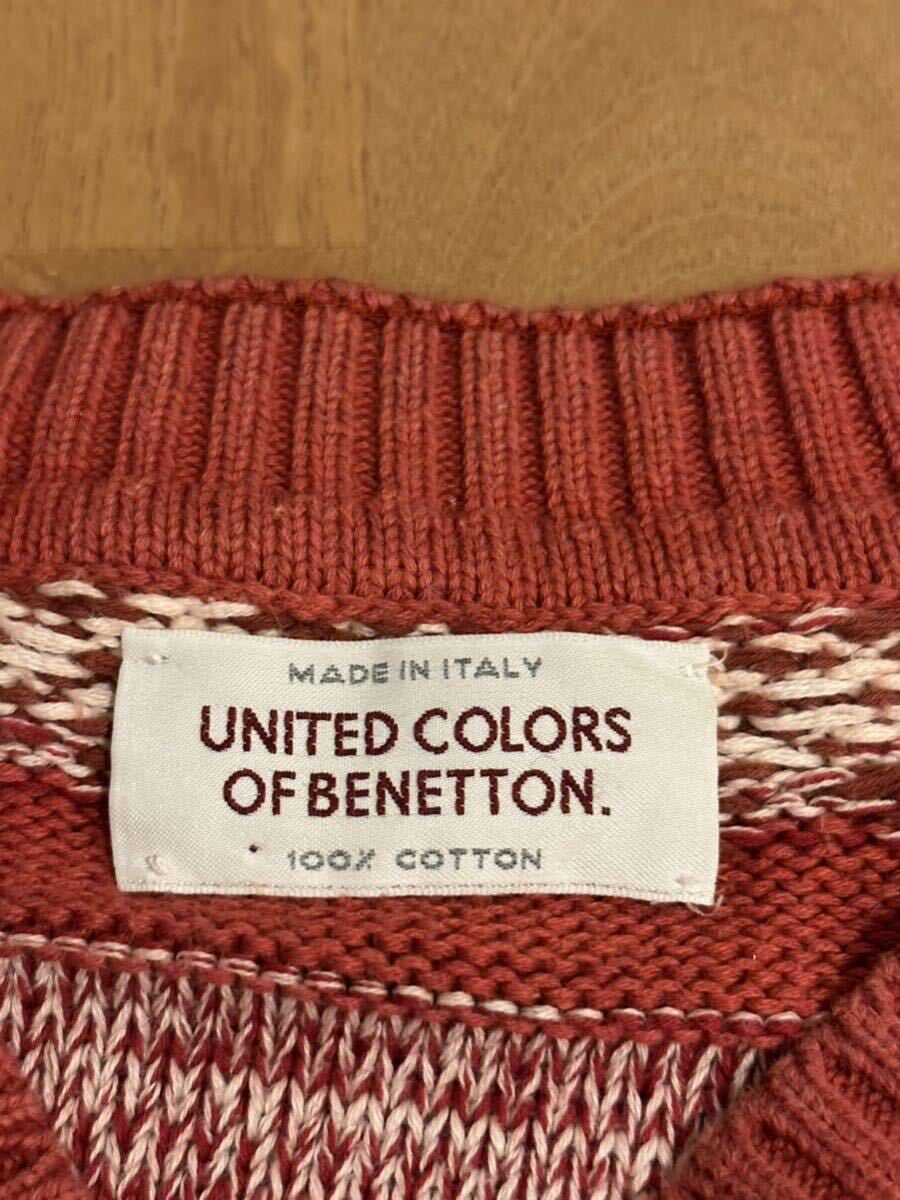 MADE IN ITALY
UNITED COLORS
OF BENETTON.
100% COTTON